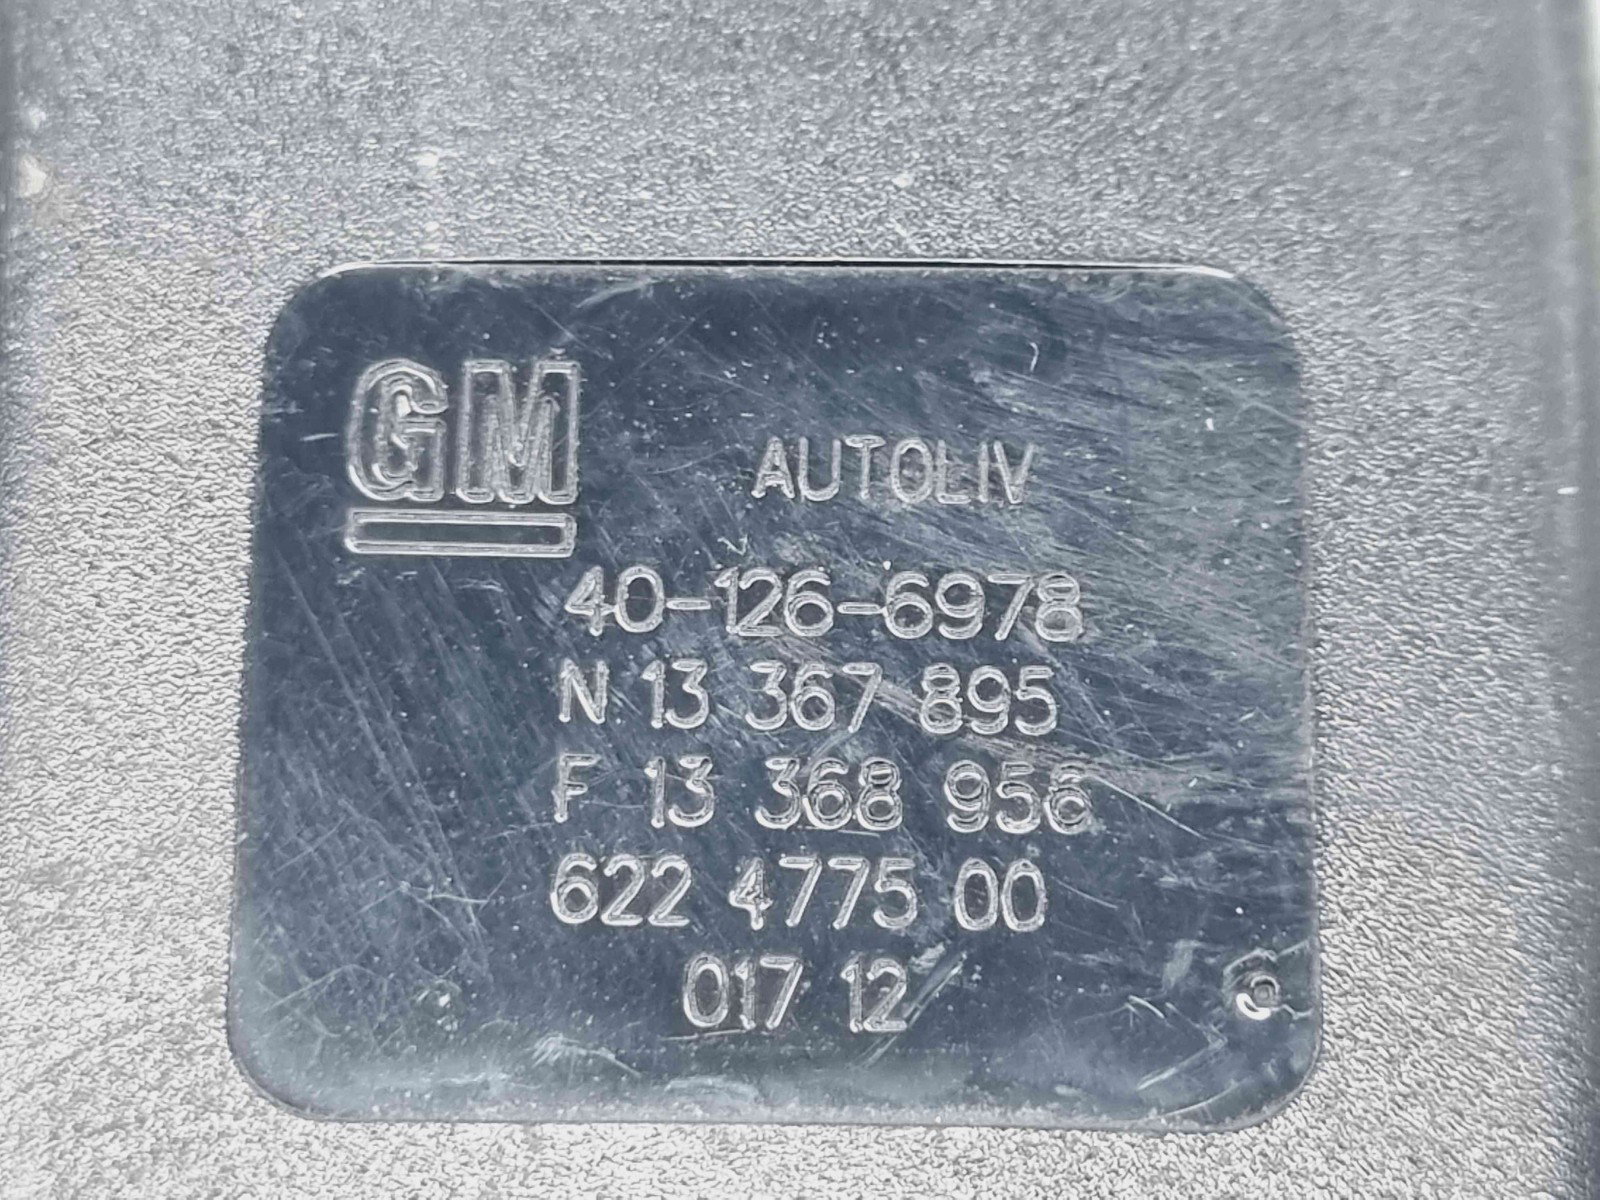 GM AUTOLIV
40-126-6978
N 13 367 895
F 13 368 956
622 4775 00
017 12